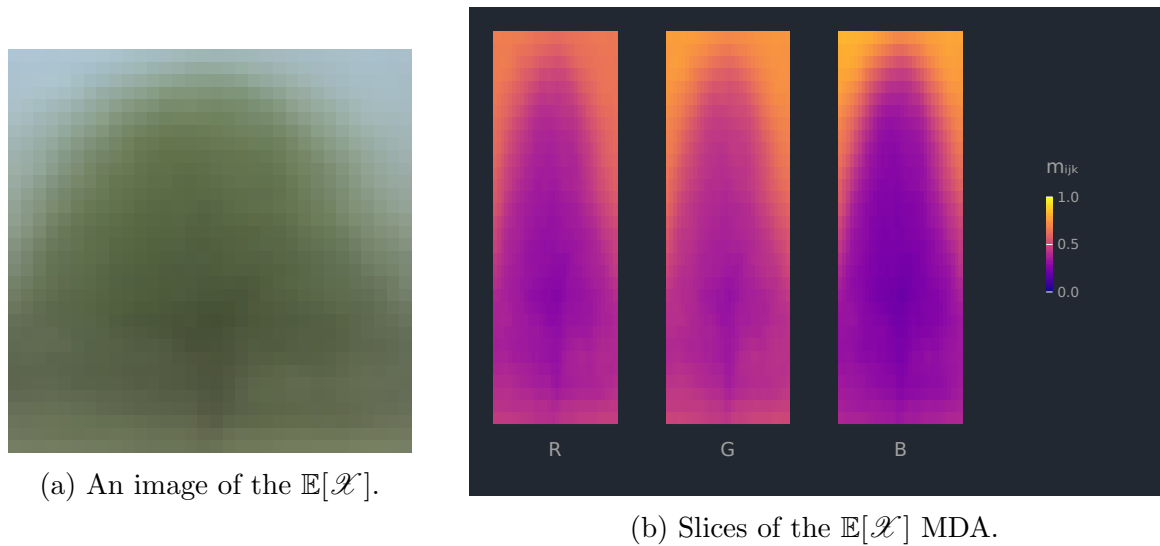 mᵢⱼₖ
1.0
0.5
0.0
R G B
(a) An image of the 𝔼[𝒳].
(b) Slices of the 𝔼[𝒳] MDA.